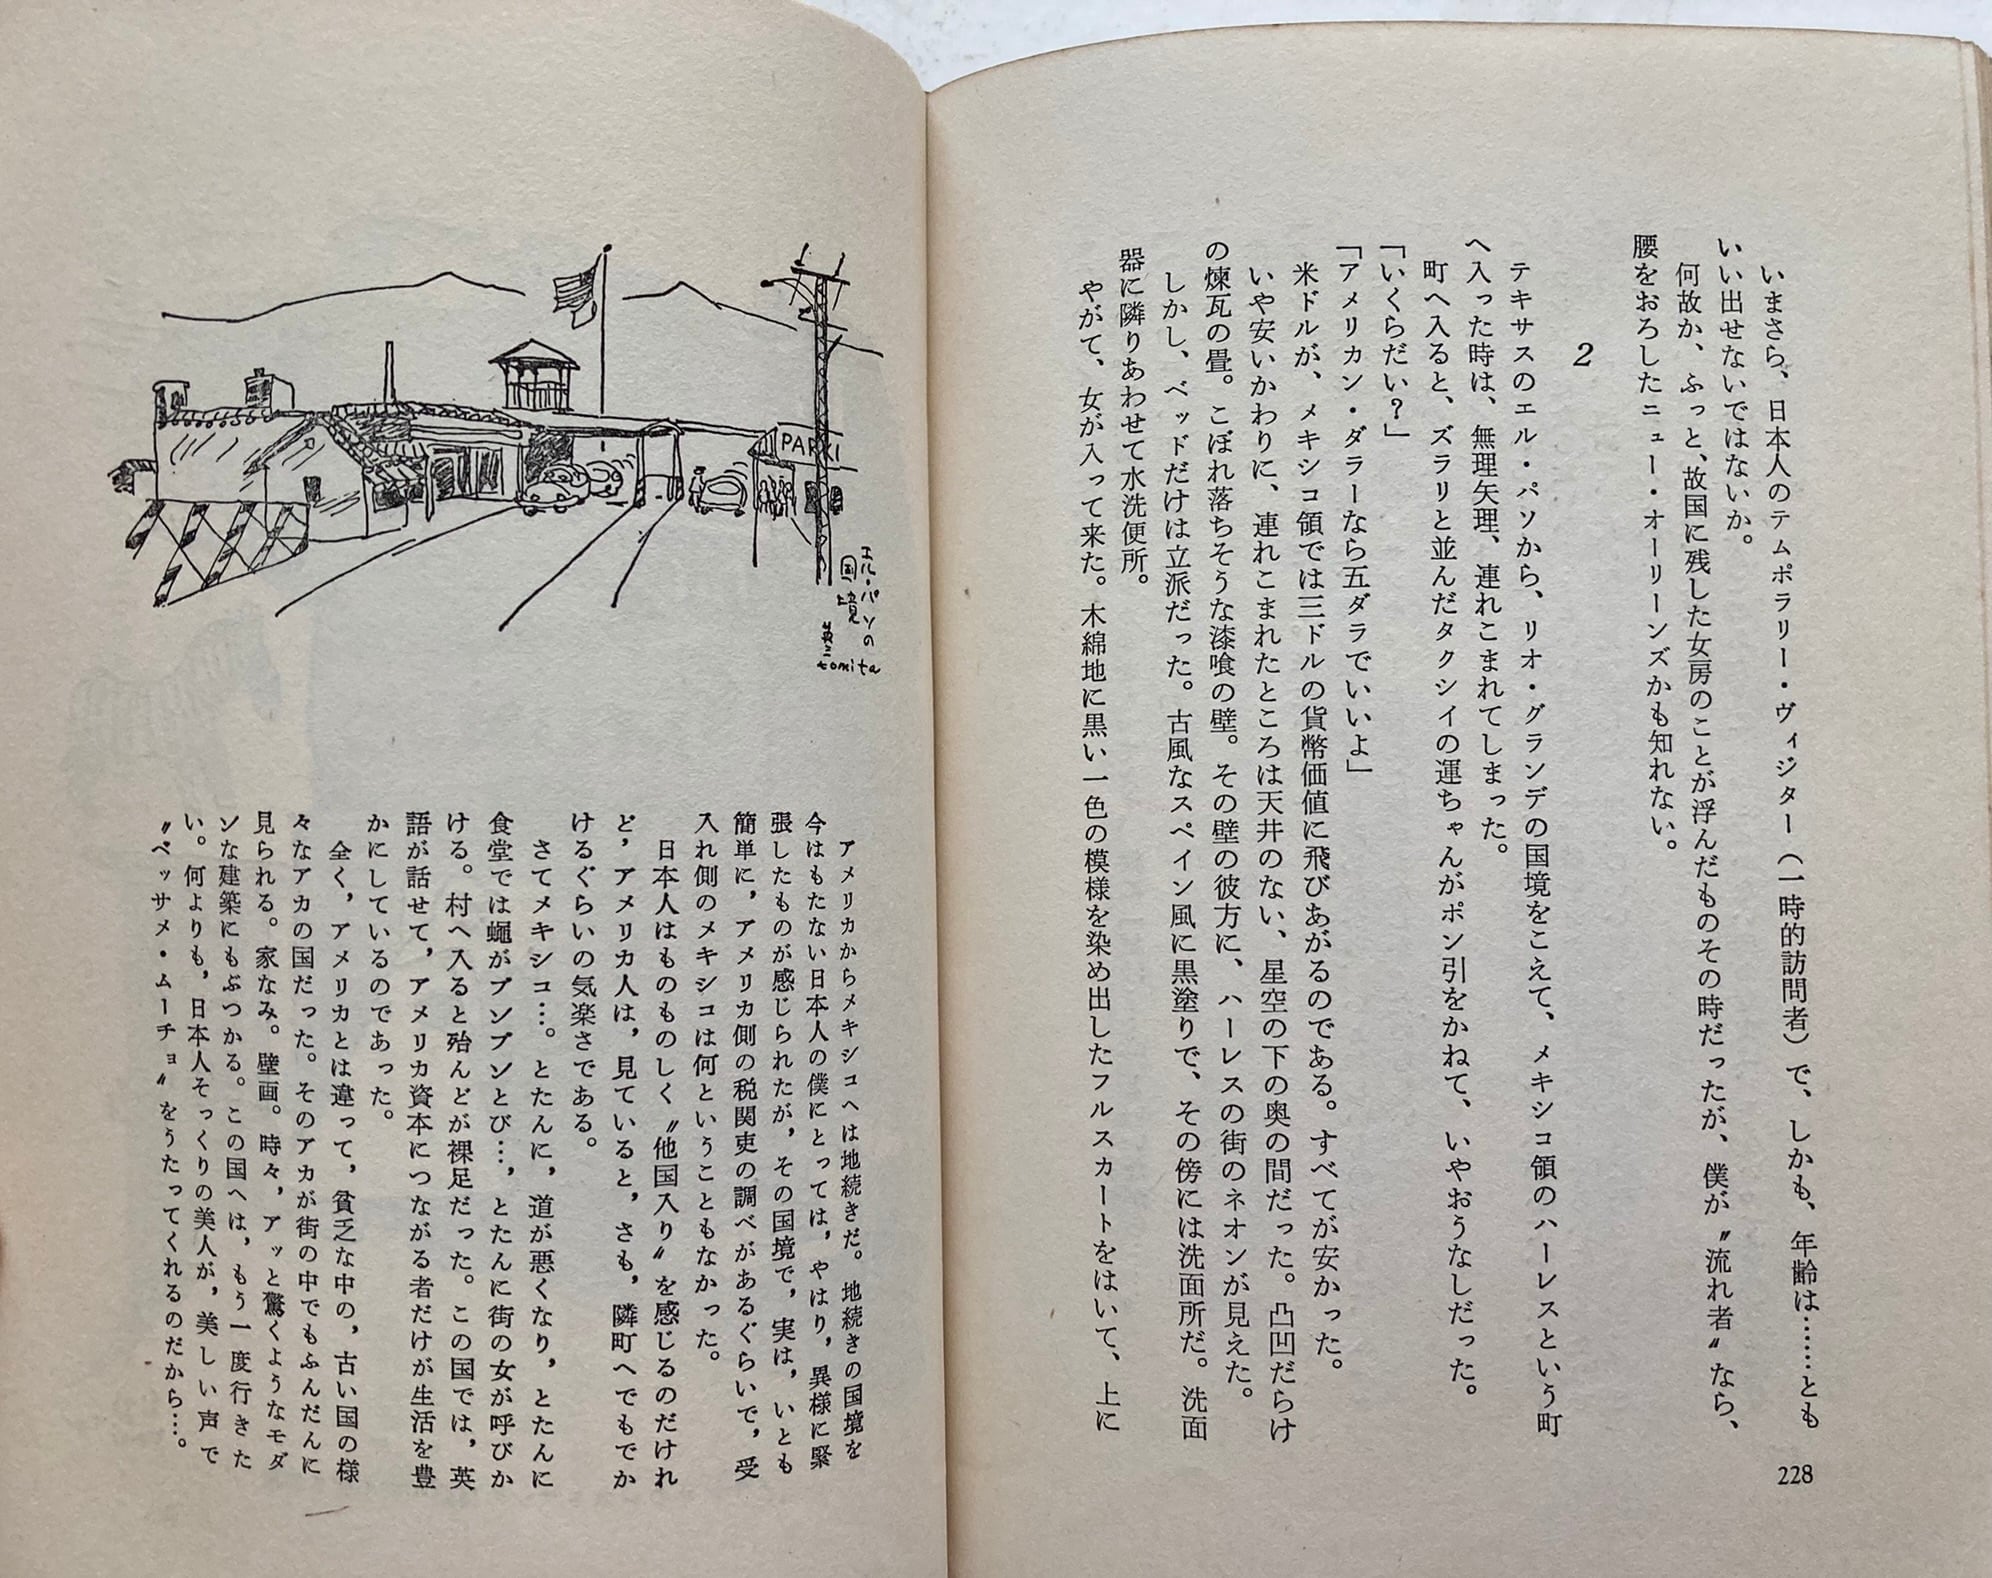 いまさら、日本人のテムポラリー・ヴィジター（一時的訪問者）で、しかも、年齢は……とも
いい出せないではないか。
何故か、ふっと、故国に残した女房のことが浮んだものその時だったが、僕が〝流れ者〟なら、
腰をおろしたニュー・オーリーンズかも知れない。
2
テキサスのエル・パソから、リオ・グランデの国境をこえて、メキシコ領のハーレスという町
へ入った時は、無理矢理、連れこまれてしまった。
町へ入ると、ズラリと並んだタクシイの運ちゃんがポン引をかねて、いやおうなしだった。
「いくらだい？」
「アメリカン・ダラーなら五ダラでいいよ」
米ドルが、メキシコ領では三ドルの貨幣価値に飛びあがるのである。すべてが安かった。
いや安いかわりに、連れこまれたところは天井のない、星空の下の奥の間だった。凸凹だらけ
の煉瓦の畳。こぼれ落ちそうな漆喰の壁。その壁の彼方に、ハーレスの街のネオンが見えた。
しかし、ベッドだけは立派だった。古風なスペイン風に黒塗りで、その傍には洗面所だ。洗面
器に隣りあわせて水洗便所。
やがて、女が入って来た。木綿地に黒い一色の模様を染め出したフルスカートをはいて、上に
228
PARKI
エル・パソの
国境
英三
tomita
アメリカからメキシコへは地続きだ。地続きの国境を
今はもたない日本人の僕にとっては，やはり，異様に緊
張したものが感じられたが，その国境で，実は，いとも
簡単に，アメリカ側の税関吏の調べがあるぐらいで，受
入れ側のメキシコは何ということもなかった。
日本人はものものしく〝他国入り〟を感じるのだけれ
ど，アメリカ人は，見ていると，さも，隣町へでもでか
けるぐらいの気楽さである。
さてメキシコ…。とたんに，道が悪くなり，とたんに
食堂では蠅がブンブンとび…，とたんに街の女が呼びか
ける。村へ入ると殆んどが裸足だった。この国では，英
語が話せて，アメリカ資本につながる者だけが生活を豊
かにしているのであった。
全く，アメリカとは違って，貧乏な中の，古い国の様
々なアカの国だった。そのアカが街の中でもふんだんに
見られる。家なみ。壁画。時々，アッと驚くようなモダ
ンな建築にもぶつかる。この国へは，もう一度行きた
い。何よりも，日本人そっくりの美人が，美しい声で
〝ベッサメ・ムーチョ〟をうたってくれるのだから…。